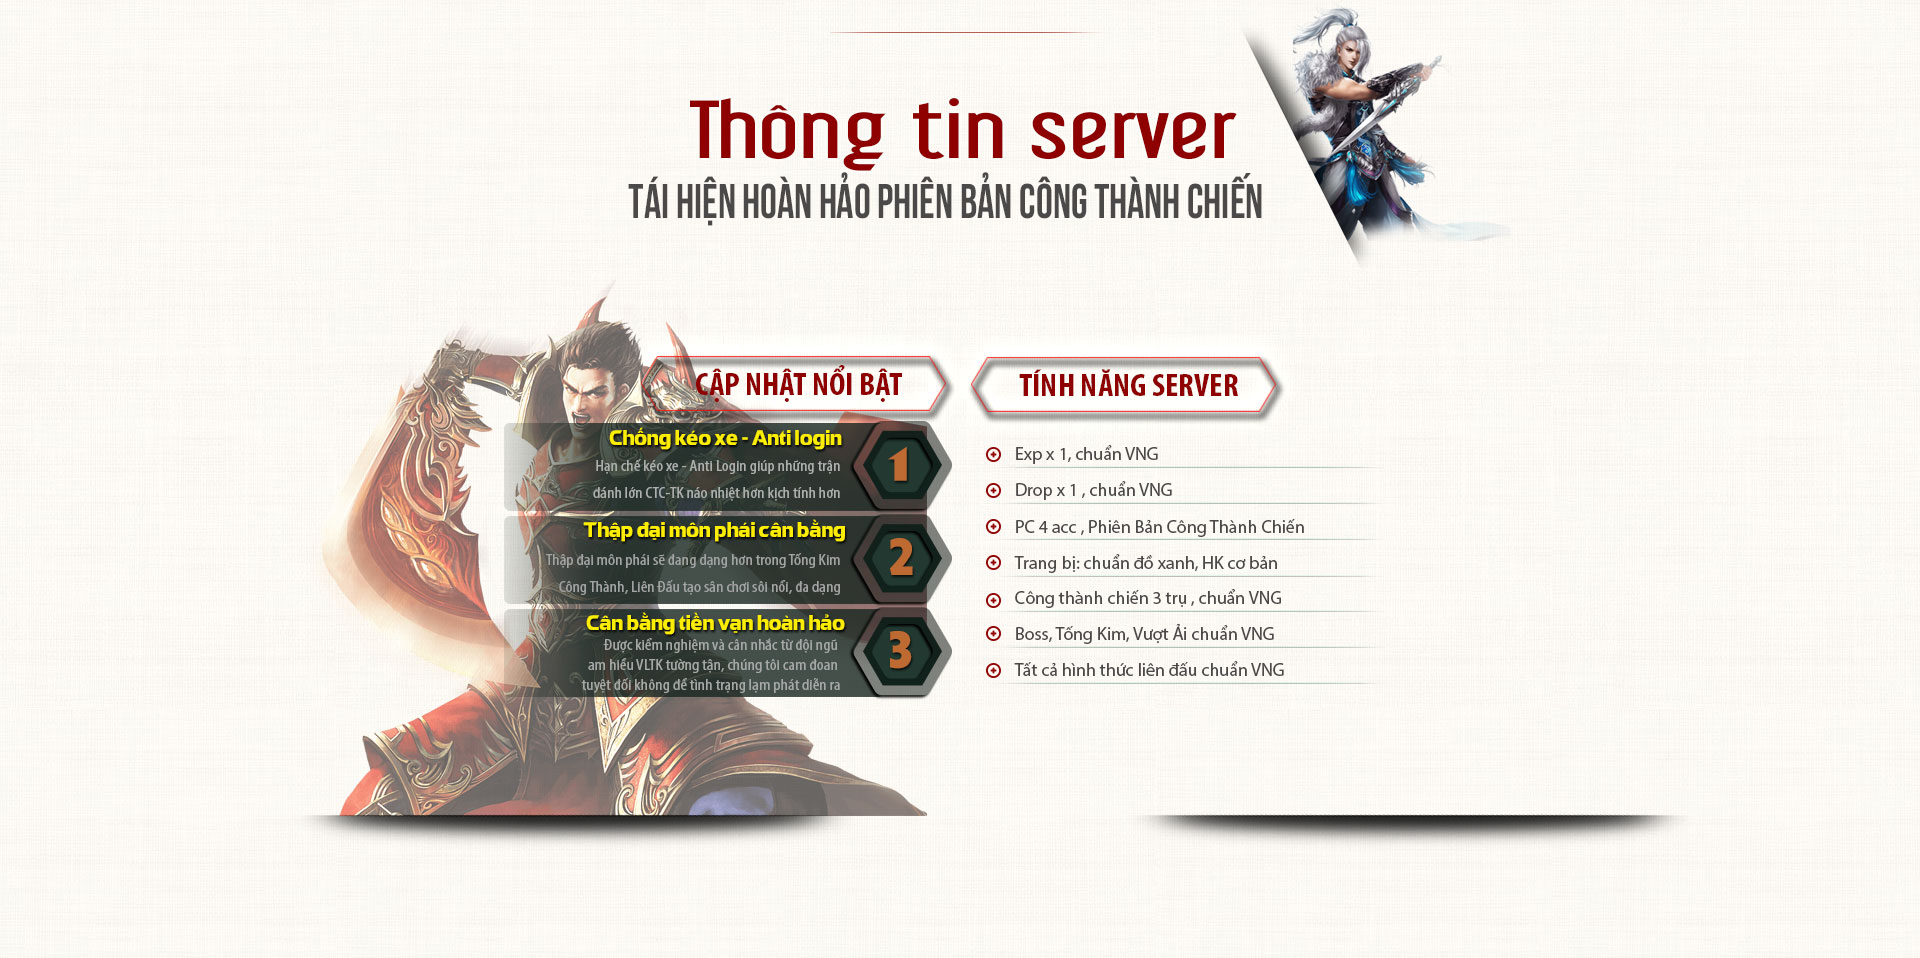 Thông tin server
TÁI HIỆN HOÀN HẢO PHIÊN BẢN CÔNG THÀNH CHIẾN
CẬP NHẬT NỔI BẬT
Chống kéo xe - Anti login
Hạn chế kéo xe - Anti Login giúp những trận
đánh lớn CTC-TK náo nhiệt hơn kịch tính hơn
1
Thập đại môn phái cân bằng
Thập đại môn phái sẽ đang dạng hơn trong Tống Kim
Công Thành, Liên Đấu tạo sân chơi sôi nổi, đa dạng
2
Cân bằng tiền vạn hoàn hảo
Được kiểm nghiệm và cân nhắc từ đội ngũ
am hiểu VLTK tường tận, chúng tôi cam đoan
tuyệt đối không để tình trạng lạm phát diễn ra
3
TÍNH NĂNG SERVER
Exp x 1, chuẩn VNG
Drop x 1 , chuẩn VNG
PC 4 acc , Phiên Bản Công Thành Chiến
Trang bị: chuẩn đồ xanh, HK cơ bản
Công thành chiến 3 trụ , chuẩn VNG
Boss, Tống Kim, Vượt Ải chuẩn VNG
Tất cả hình thức liên đấu chuẩn VNG